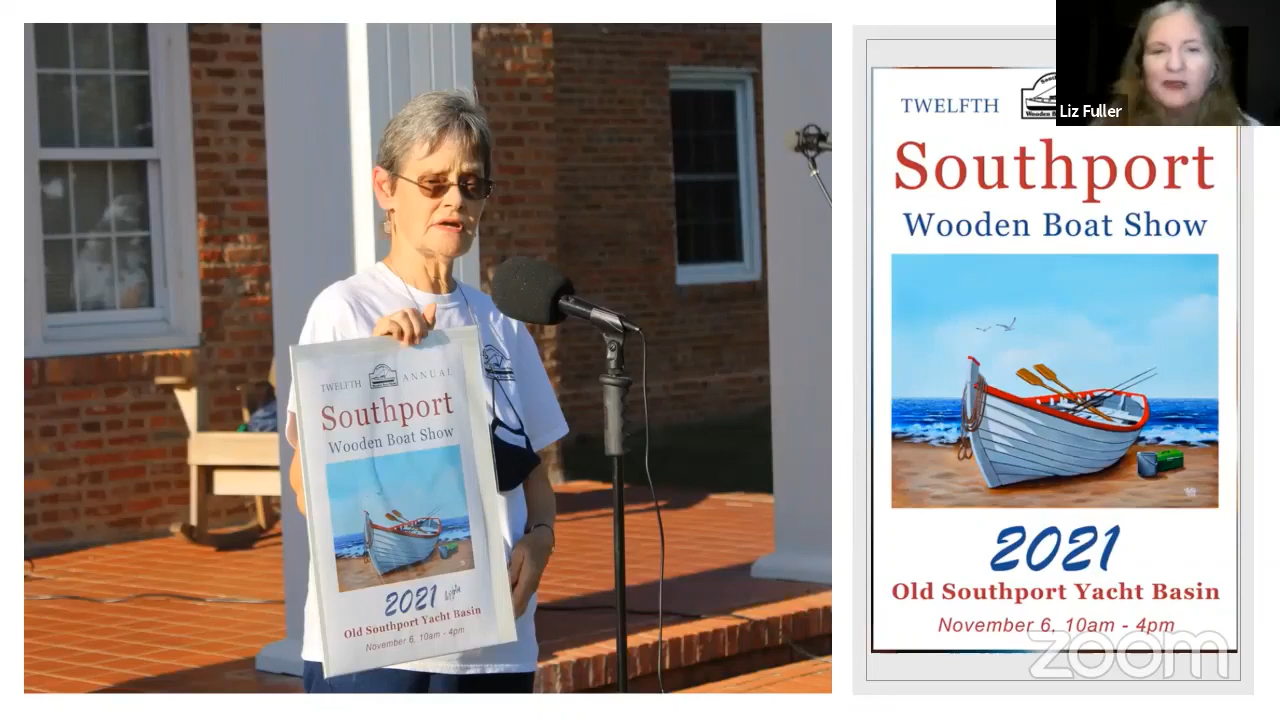 TWELFTH ANNUAL
Southport
Wooden Boat Show
2021
Old Southport Yacht Basin
November 6, 10am - 4pm
TWELFTH
Southport
Wooden Boat Show
2021
Old Southport Yacht Basin
November 6, 10am - 4pm
Liz Fuller
zoom